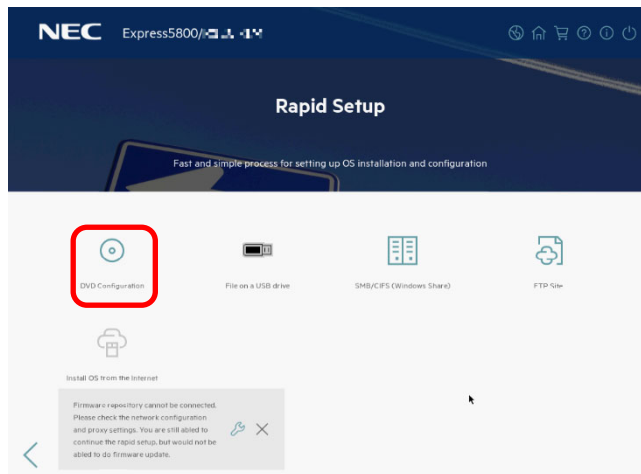 NEC Express5800/
Rapid Setup
Fast and simple process for setting up OS installation and configuration
DVD Configuration
File on a USB drive
SMB/CIFS (Windows Share)
FTP Site
Install OS from the Internet
Firmware repository cannot be connected.
Please check the network configuration
and proxy settings. You are still abled to
continue the rapid setup, but would not be
abled to do firmware update.